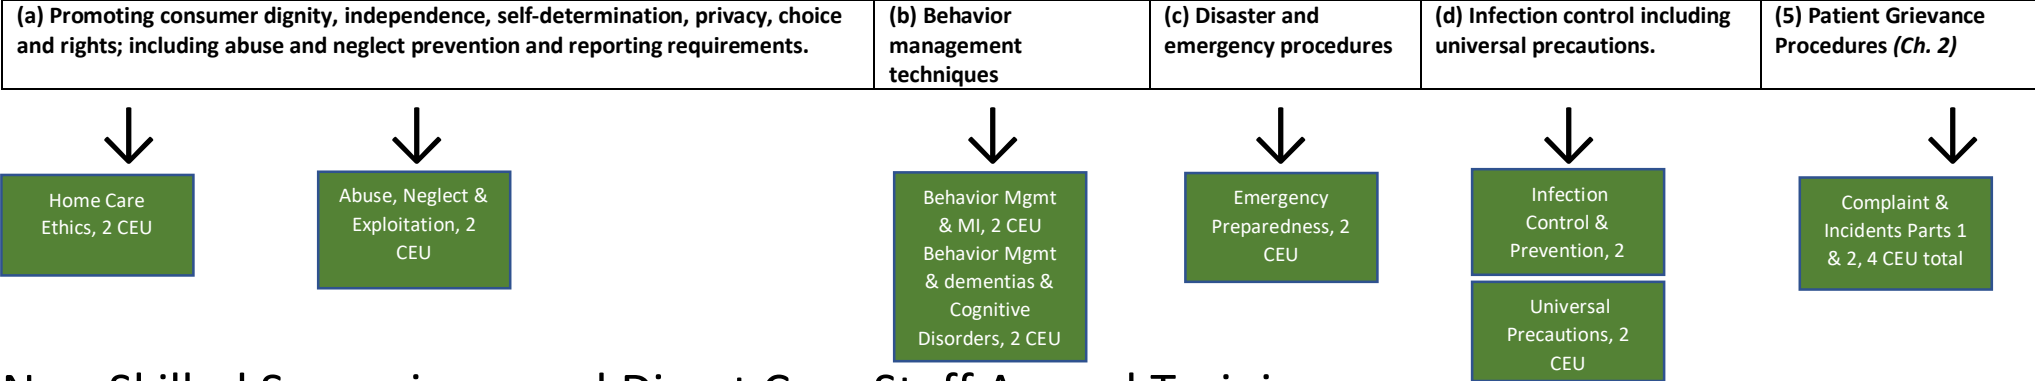 (a) Promoting consumer dignity, independence, self-determination, privacy, choice
and rights; including abuse and neglect prevention and reporting requirements.
(b) Behavior
management
techniques
(c) Disaster and
emergency procedures
(d) Infection control including
universal precautions.
(5) Patient Grievance
Procedures (Ch. 2)
Home Care
Ethics, 2 CEU
Abuse, Neglect &
Exploitation, 2
CEU
Behavior Mgmt
& MI, 2 CEU
Behavior Mgmt
& dementias &
Cognitive
Disorders, 2 CEU
Emergency
Preparedness, 2
CEU
Infection
Control &
Prevention, 2
Universal
Precautions, 2
CEU
Complaint &
Incidents Parts 1
& 2, 4 CEU total